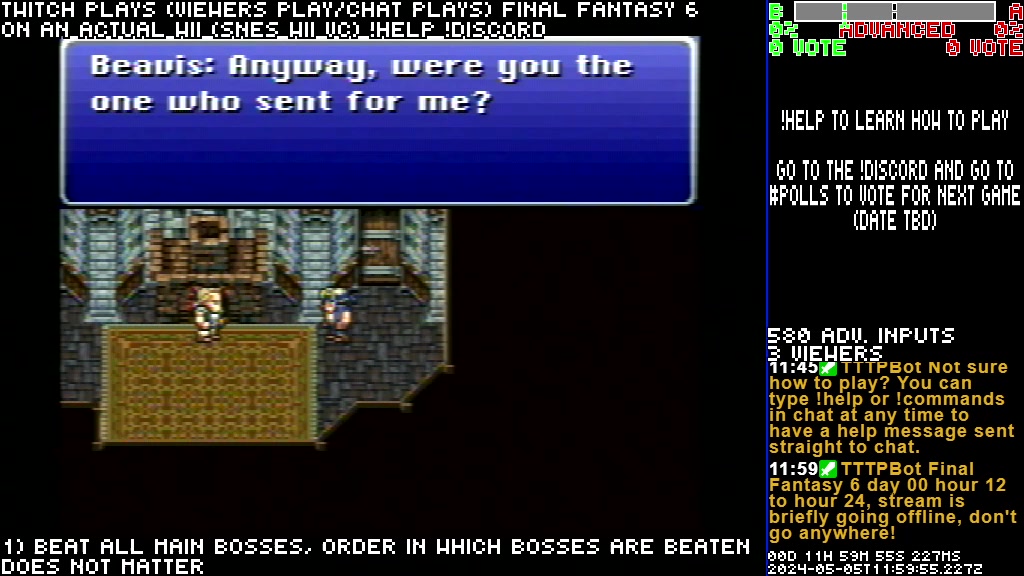 TWITCH PLAYS (VIEWERS PLAY/CHAT PLAYS) FINAL FANTASY 6
ON AN ACTUAL WII (SNES WII VC) !HELP !DISCORD
Beavis: Anyway, were you the
one who sent for me?
1) BEAT ALL MAIN BOSSES, ORDER IN WHICH BOSSES ARE BEATEN
DOES NOT MATTER
B A
0% ADVANCED 0%
0 VOTE 0 VOTE
!HELP TO LEARN HOW TO PLAY
GO TO THE !DISCORD AND GO TO
#POLLS TO VOTE FOR NEXT GAME
(DATE TBD)
580 ADV. INPUTS
3 VIEWERS
11:45 TTTPBot Not sure
how to play? You can
type !help or !commands
in chat at any time to
have a help message sent
straight to chat.
11:59 TTTPBot Final
Fantasy 6 day 00 hour 12
to hour 24, stream is
briefly going offline, don't
go anywhere!
00D 11H 59M 55S 227MS
2024-05-05T11:59:55.227Z